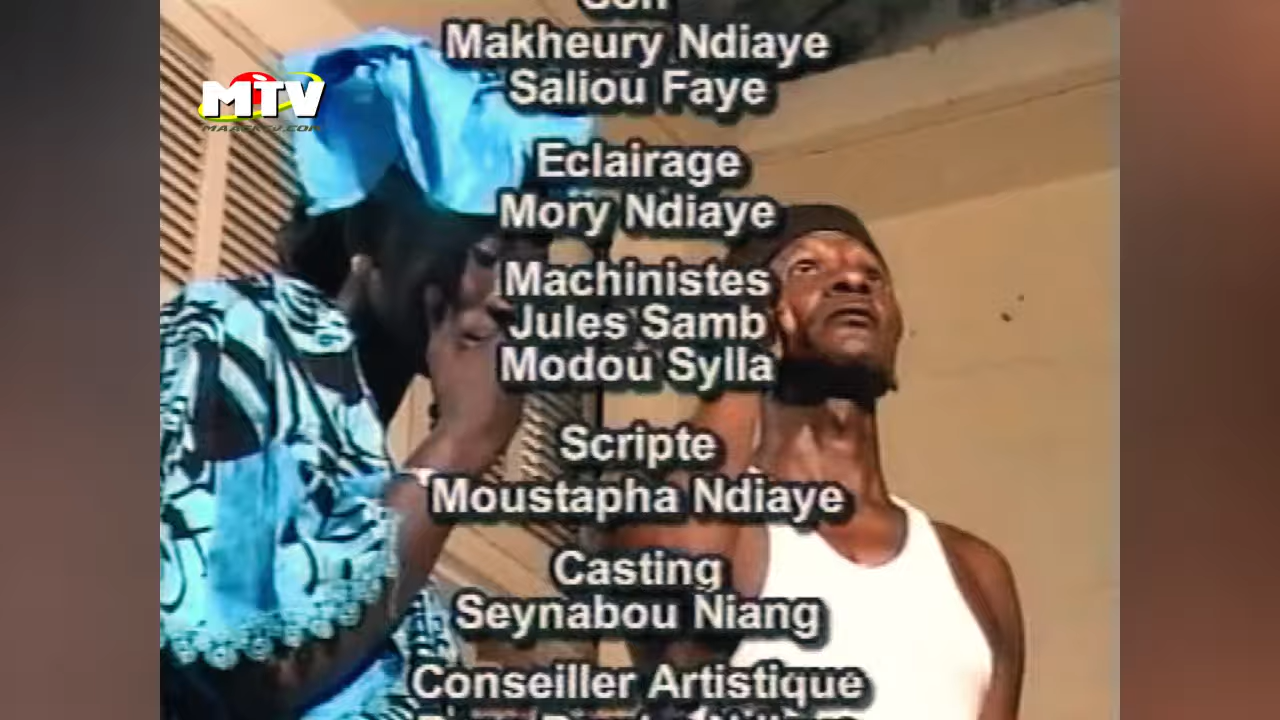 Son
Makheury Ndiaye
Saliou Faye
MTV
Eclairage
Mory Ndiaye
Machinistes
Jules Samb
Modou Sylla
Scripte
Moustapha Ndiaye
Casting
Seynabou Niang
Conseiller Artistique